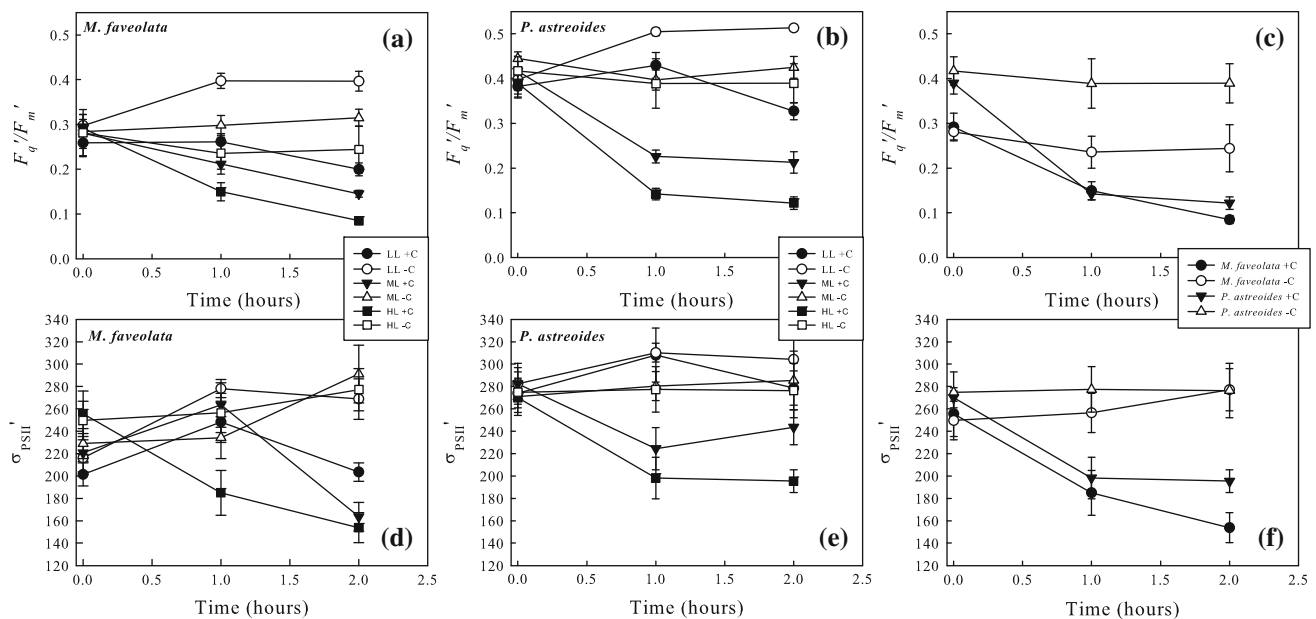 M. faveolata
(a)
0.5
0.4
0.3
0.2
0.1
0.0
Fq'/Fm'
0.0 0.5 1.0 1.5 2
Time (hours)
P. astreoides
(b)
0.5
0.4
0.3
0.2
0.1
0.0
Fq'/Fm'
0.0 0.5 1.0 1.5 2
Time (hours)
(c)
0.5
0.4
0.3
0.2
0.1
0.0
Fq'/Fm'
0.0 0.5 1.0 1.5 2
Time (hours)
LL +C
LL -C
ML +C
ML -C
HL +C
HL -C
LL +C
LL -C
ML +C
ML -C
HL +C
HL -C
M. faveolata +C
M. faveolata -C
P. astreoides +C
P. astreoides -C
M. faveolata
(d)
340
320
300
280
260
240
220
200
180
160
140
120
σPSII'
0.0 0.5 1.0 1.5 2.0 2.5
Time (hours)
P. astreoides
(e)
340
320
300
280
260
240
220
200
180
160
140
120
σPSII'
0.0 0.5 1.0 1.5 2.0 2.5
Time (hours)
(f)
340
320
300
280
260
240
220
200
180
160
140
120
σPSII'
0.0 0.5 1.0 1.5 2.0 2.5
Time (hours)